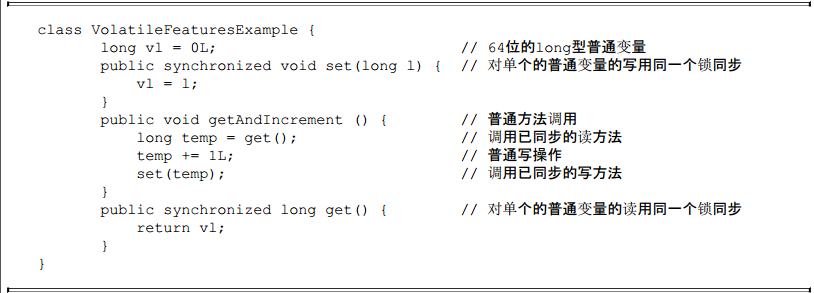 class VolatileFeaturesExample {
long vl = 0L; // 64位的long型普通变量
public synchronized void set(long l) { // 对单个的普通变量的写用同一个锁同步
vl = l;
}
public void getAndIncrement () { // 普通方法调用
long temp = get(); // 调用已同步的读方法
temp += 1L; // 普通写操作
set(temp); // 调用已同步的写方法
}
public synchronized long get() { // 对单个的普通变量的读用同一个锁同步
return vl;
}
}